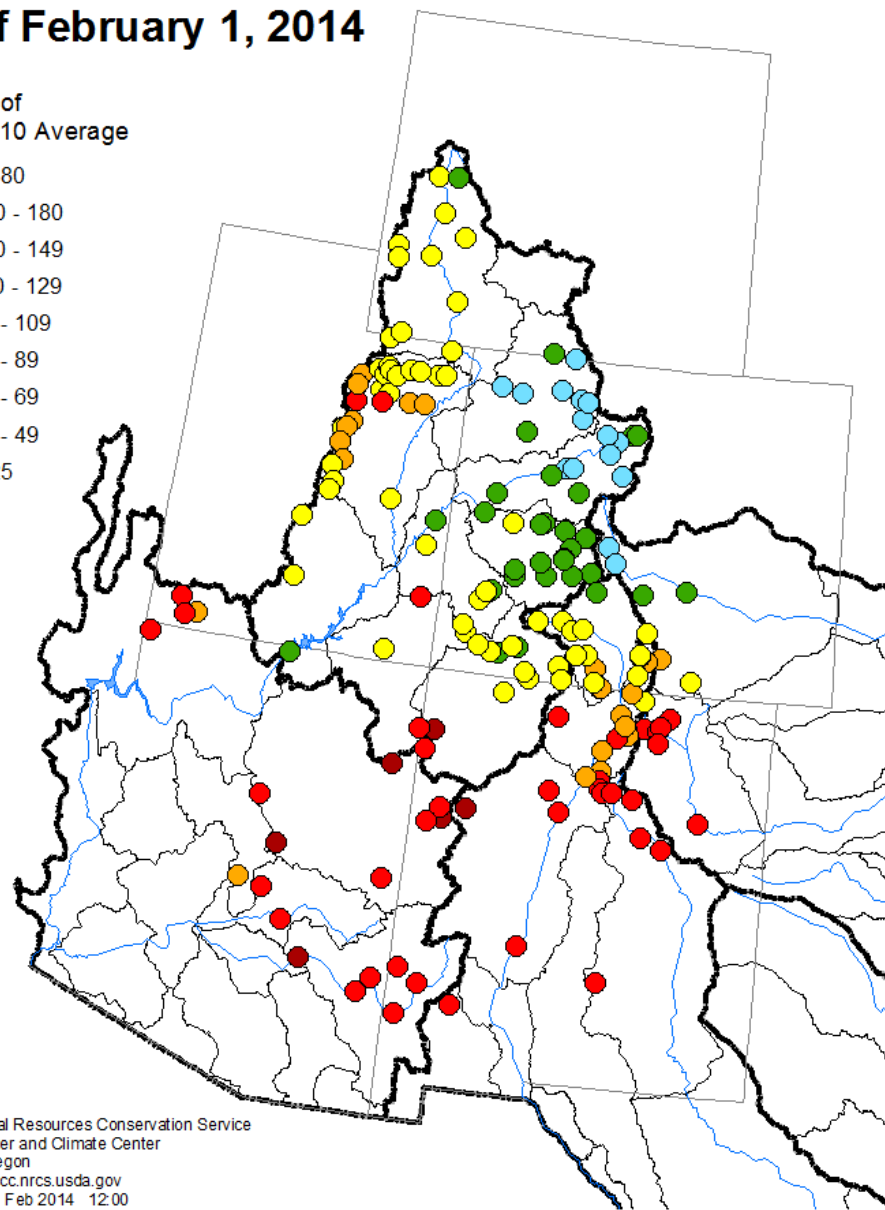 f February 1, 2014
of
10 Average
80
0 - 180
0 - 149
0 - 129
- 109
- 89
- 69
- 49
5
al Resources Conservation Service
er and Climate Center
egon
cc.nrcs.usda.gov
Feb 2014 12:00